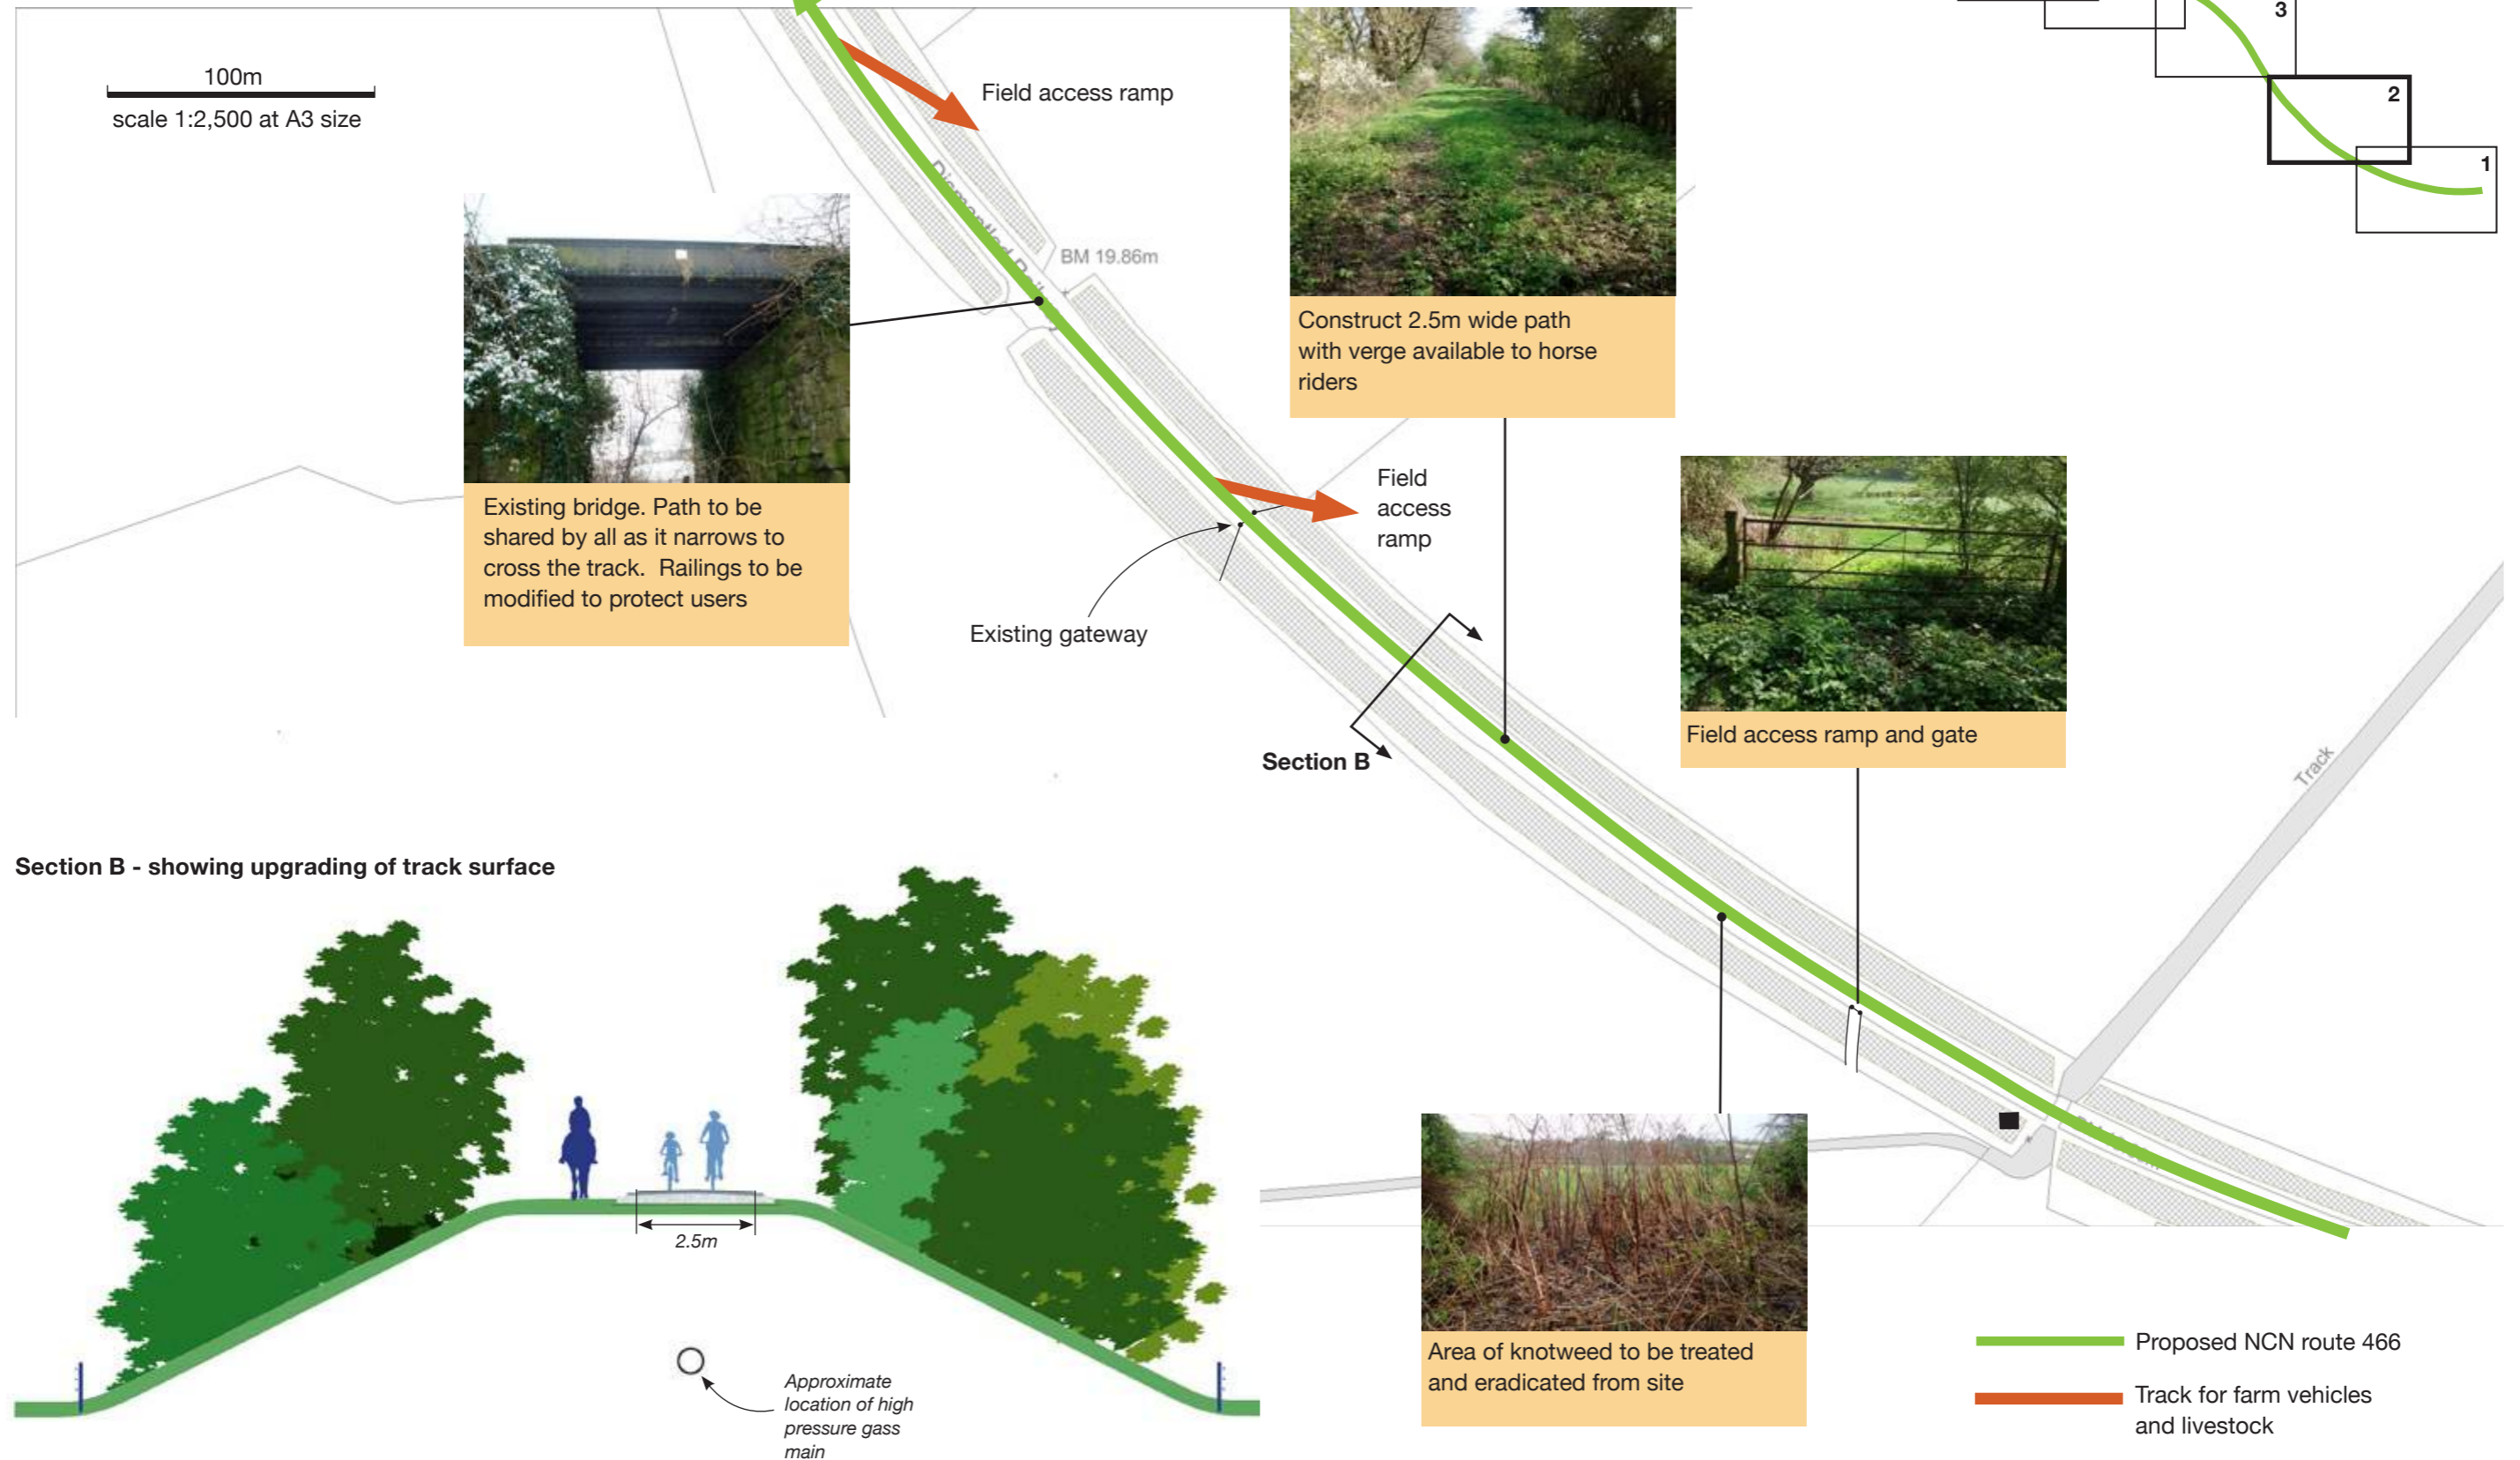 100m
scale 1:2,500 at A3 size
Field access ramp
3
2
1
Dismantled Railway
BM 19.86m
Construct 2.5m wide path
with verge available to horse
riders
Existing bridge. Path to be
shared by all as it narrows to
cross the track. Railings to be
modified to protect users
Field
access
ramp
Existing gateway
Section B
Field access ramp and gate
Track
Section B - showing upgrading of track surface
2.5m
Approximate
location of high
pressure gass
main
Area of knotweed to be treated
and eradicated from site
Proposed NCN route 466
Track for farm vehicles
and livestock